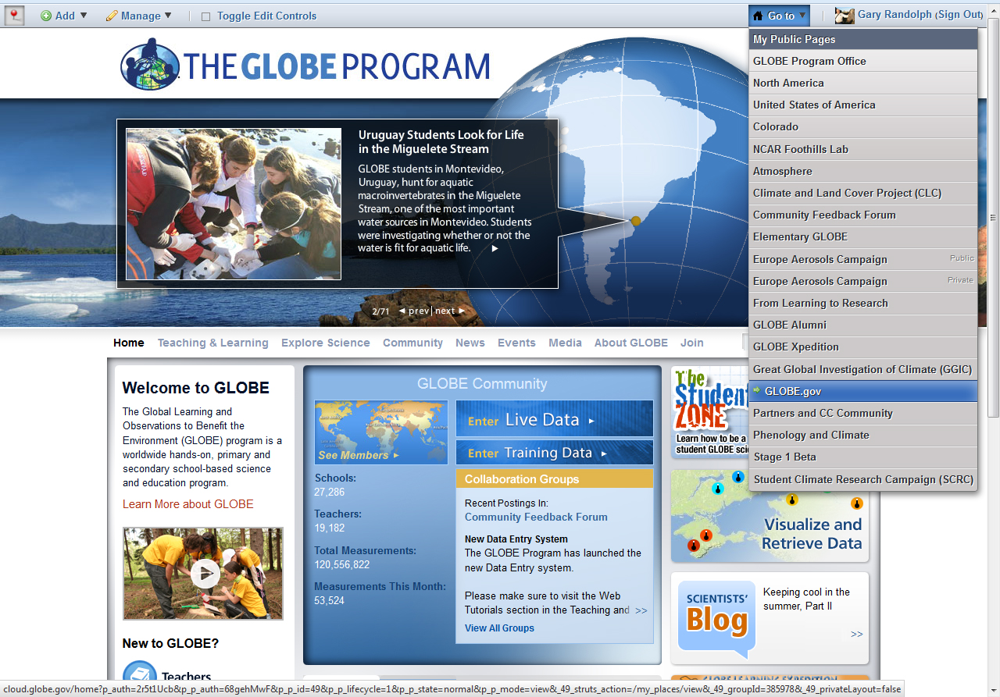 Add
Manage
Toggle Edit Controls
Go to
Gary Randolph (Sign Out)
My Public Pages
GLOBE Program Office
North America
United States of America
Colorado
NCAR Foothills Lab
Atmosphere
Climate and Land Cover Project (CLC)
Community Feedback Forum
Elementary GLOBE
Europe Aerosols Campaign Public
Europe Aerosols Campaign Private
From Learning to Research
GLOBE Alumni
GLOBE Xpedition
Great Global Investigation of Climate (GGIC)
GLOBE.gov
Partners and CC Community
Phenology and Climate
Stage 1 Beta
Student Climate Research Campaign (SCRC)
THE GLOBE PROGRAM
Uruguay Students Look for Life
in the Miguelete Stream
GLOBE students in Montevideo,
Uruguay, hunt for aquatic
macroinvertebrates in the Miguelete
Stream, one of the most important
water sources in Montevideo. Students
were investigating whether or not the
water is fit for aquatic life.
2/71 prev | next
Home Teaching & Learning Explore Science Community News Events Media About GLOBE Join
Welcome to GLOBE
The Global Learning and
Observations to Benefit the
Environment (GLOBE) program is a
worldwide hands-on, primary and
secondary school-based science
and education program.
Learn More about GLOBE
New to GLOBE?
Teachers
GLOBE Community
See Members
Schools:
27,286
Teachers:
19,182
Total Measurements:
120,556,822
Measurements This Month:
53,524
Enter Live Data
Enter Training Data
Collaboration Groups
Recent Postings In:
Community Feedback Forum
New Data Entry System
The GLOBE Program has launched the
new Data Entry system.
Please make sure to visit the Web
Tutorials section in the Teaching and >>
View All Groups
The
Student
ZONE
Learn how to be a
student GLOBE sci
Visualize and
Retrieve Data
SCIENTISTS'
Blog
Keeping cool in the
summer, Part II
>>
GLOBE LEARNING EXPEDITION
cloud.globe.gov/home?p_auth=2r5t1Ucb&p_p_auth=68gehMwF&p_p_id=49&p_p_lifecycle=1&p_p_state=normal&p_p_mode=view&_49_struts_action=/my_places/view&_49_groupId=385978&_49_privateLayout=false